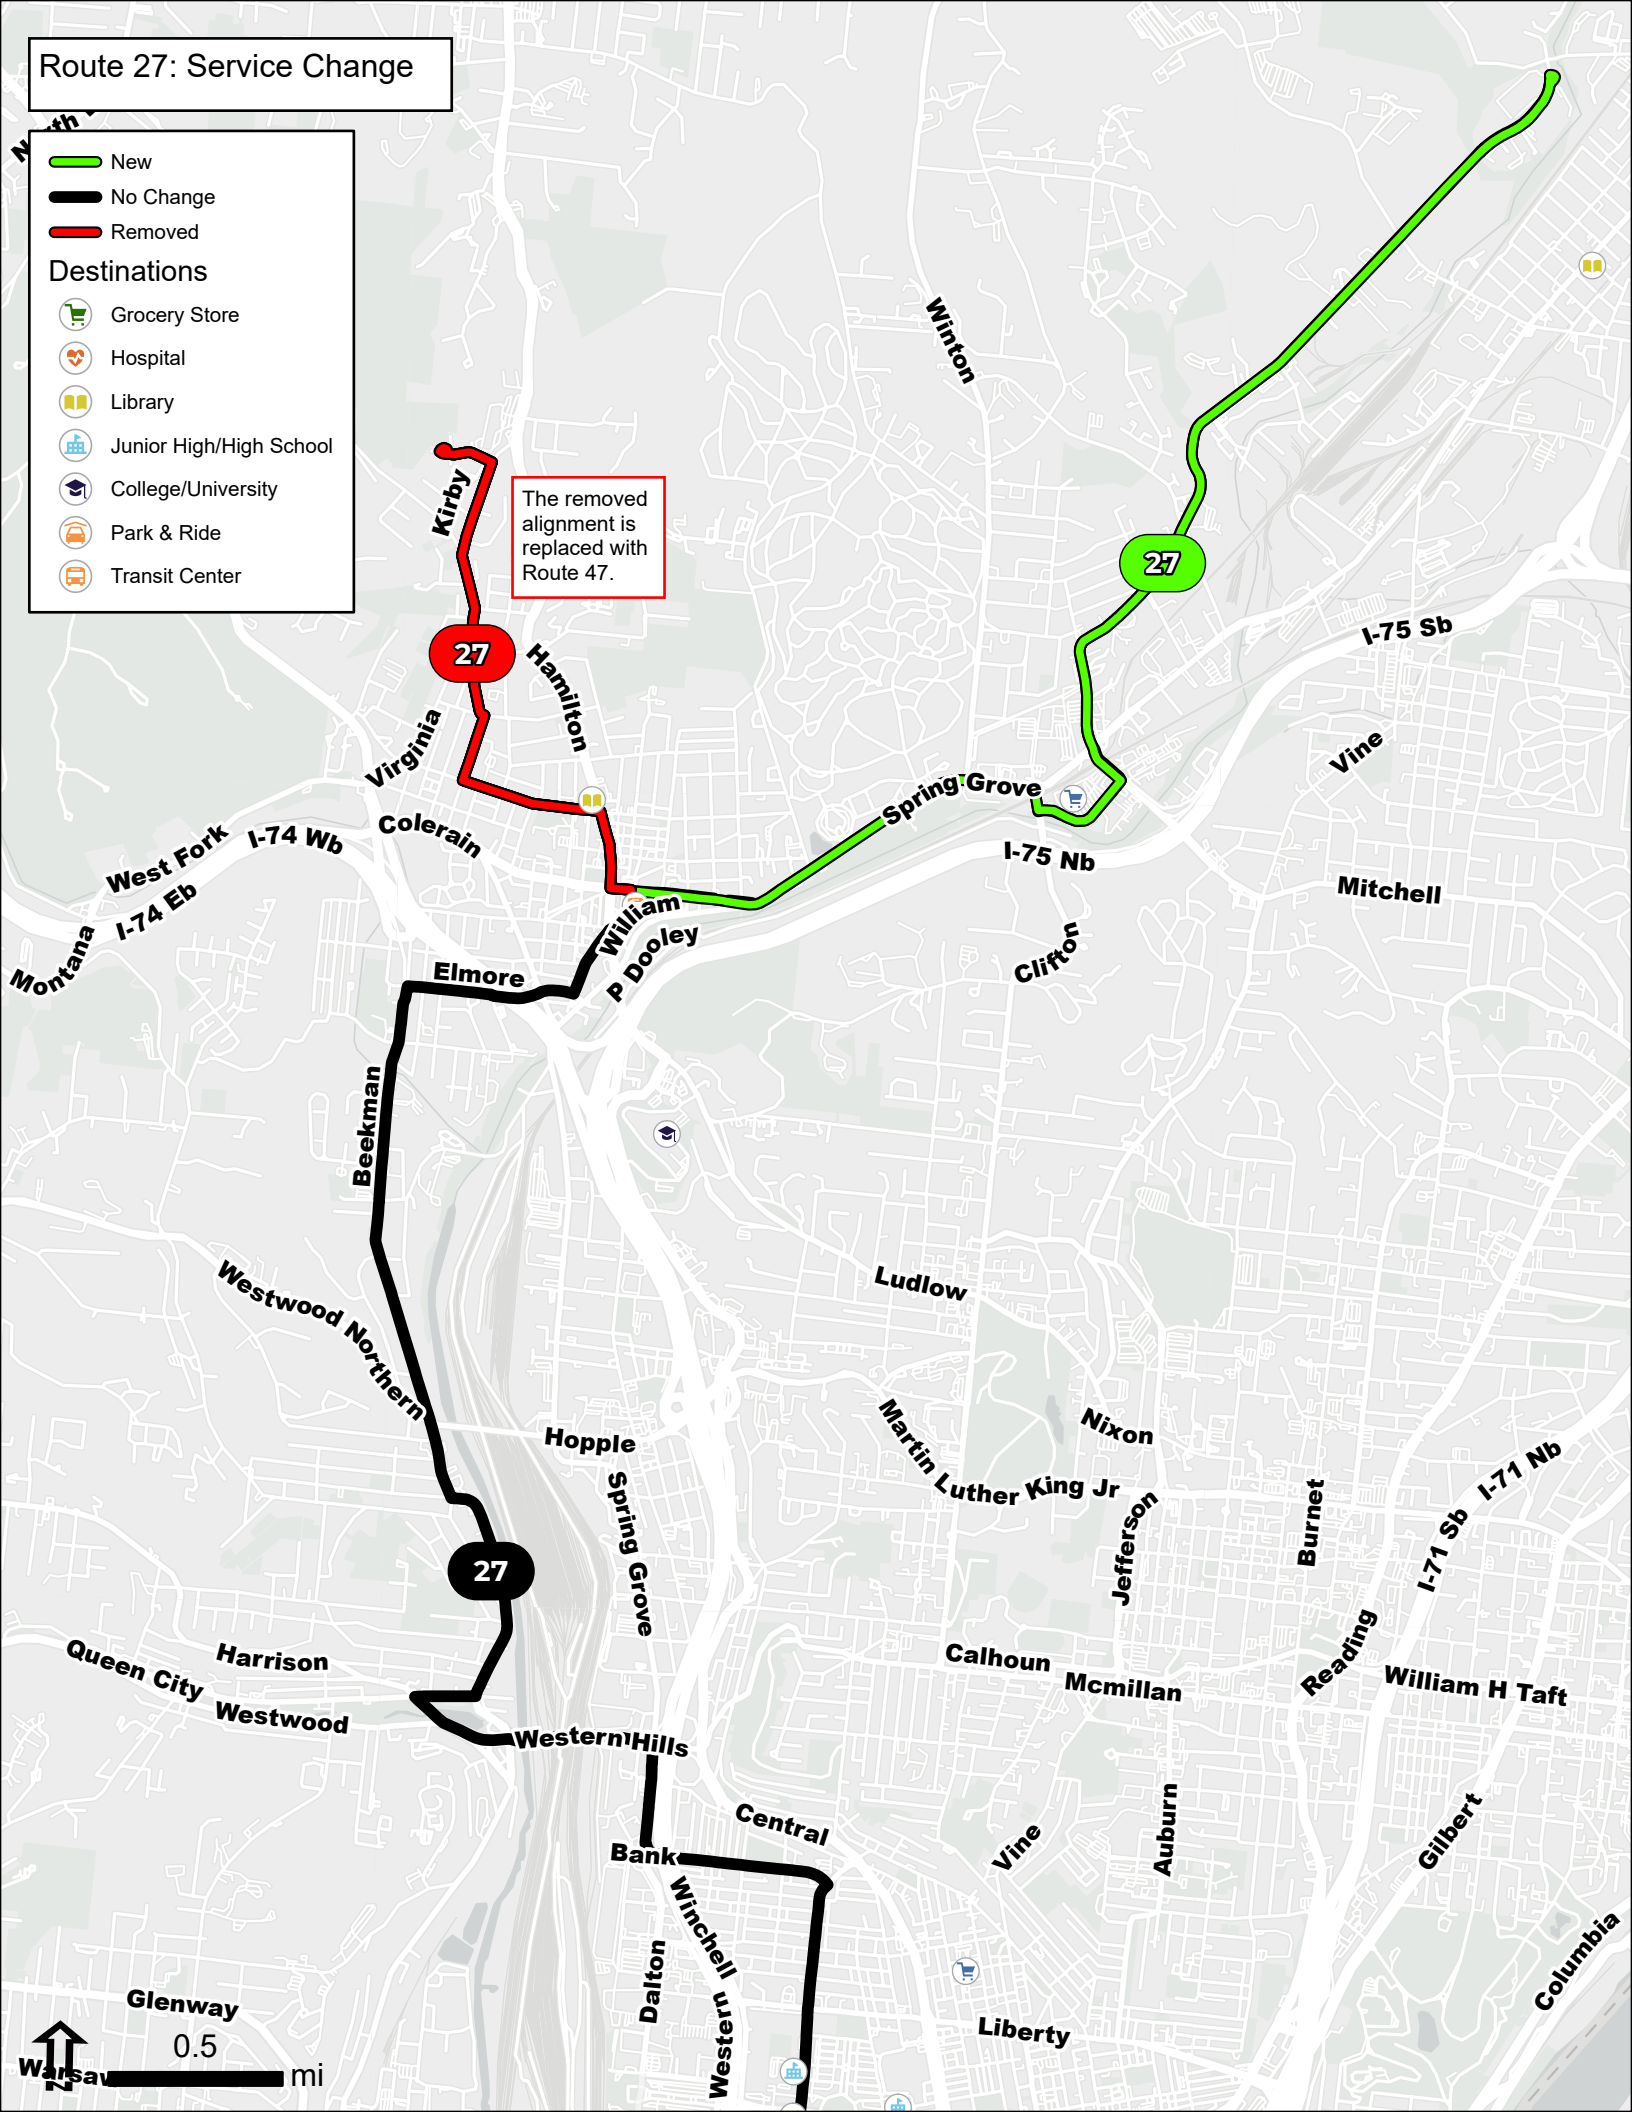 Route 27: Service Change
North
New
No Change
Removed
Destinations
Grocery Store
Hospital
Library
Junior High/High School
College/University
Park & Ride
Transit Center
Winton
Kirby
The removed
alignment is
replaced with
Route 47.
27
27
I-75 Sb
Hamilton
Virginia
Vine
Spring Grove
Colerain
I-74 Wb
West Fork
I-75 Nb
I-74 Eb
Mitchell
William
P Dooley
Clifton
Montana
Elmore
Beekman
Ludlow
Westwood Northern
Hopple
Nixon
Martin Luther King Jr
I-71 Nb
Spring Grove
Jefferson
Burnet
I-71 Sb
27
Harrison
Queen City
Westwood
Calhoun
Mcmillan
Reading
William H Taft
Western Hills
Central
Vine
Auburn
Gilbert
Bank
Winchell
Dalton
Western
Columbia
Glenway
Liberty
0.5
mi